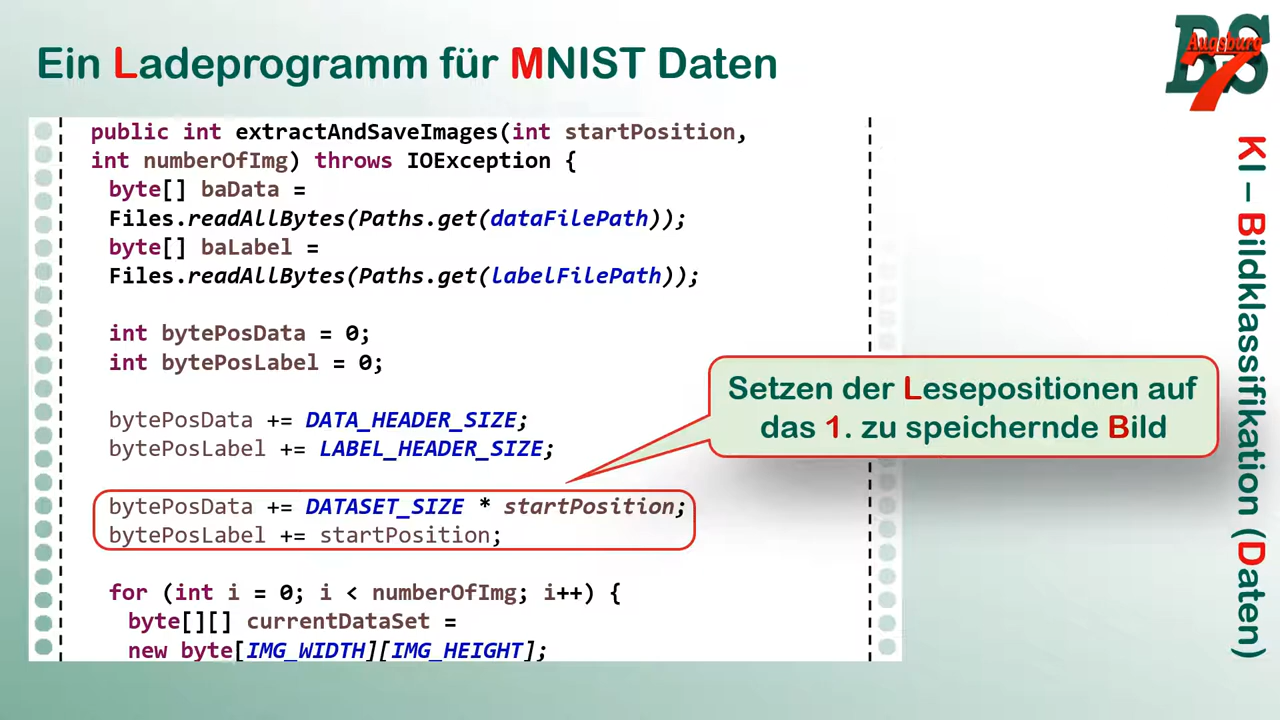 Ein Ladeprogramm für MNIST Daten
BS
Augsburg
7
public int extractAndSaveImages(int startPosition,
int numberOfImg) throws IOException {
byte[] baData =
Files.readAllBytes(Paths.get(dataFilePath));
byte[] baLabel =
Files.readAllBytes(Paths.get(labelFilePath));
int bytePosData = 0;
int bytePosLabel = 0;
bytePosData += DATA_HEADER_SIZE;
bytePosLabel += LABEL_HEADER_SIZE;
bytePosData += DATASET_SIZE * startPosition;
bytePosLabel += startPosition;
for (int i = 0; i < numberOfImg; i++) {
byte[][] currentDataSet =
new byte[IMG_WIDTH][IMG_HEIGHT];
Setzen der Lesepositionen auf
das 1. zu speichernde Bild
KI – Bildklassifikation (Daten)